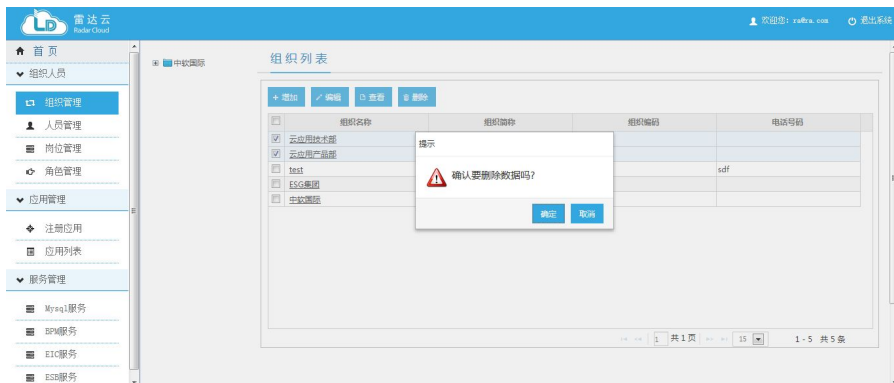 雷达云
Radar Cloud
欢迎您: ra@ra.com
退出系统
首页
组织人员
组织管理
人员管理
岗位管理
角色管理
应用管理
注册应用
应用列表
服务管理
Mysql服务
BPM服务
EIC服务
ESB服务
中软国际
组织列表
+ 增加 编辑 查看 删除
组织名称 组织简称 组织编码 电话号码
云应用技术部
云应用产品部
test sdf
ESG集团
中软国际
提示
确认要删除数据吗?
确定 取消
1 共1页 15 1 - 5 共5条